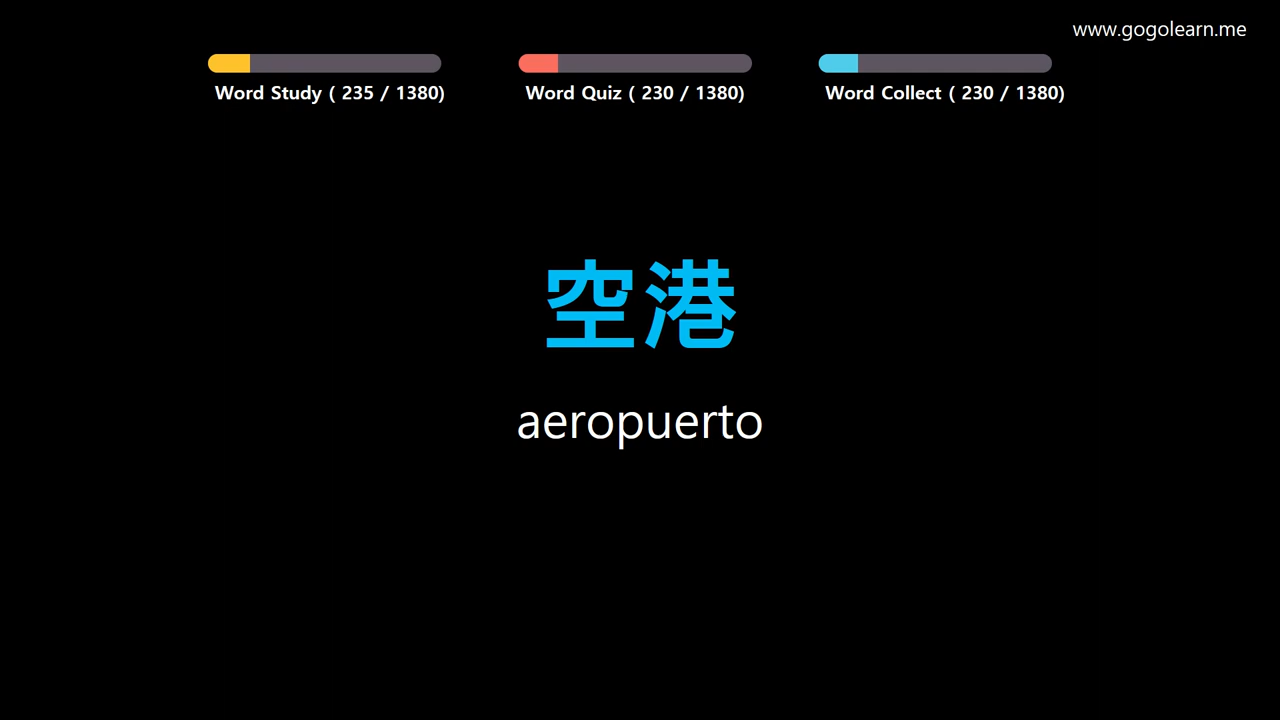 www.gogolearn.me
Word Study ( 235 / 1380)
Word Quiz ( 230 / 1380)
Word Collect ( 230 / 1380)
空港
aeropuerto